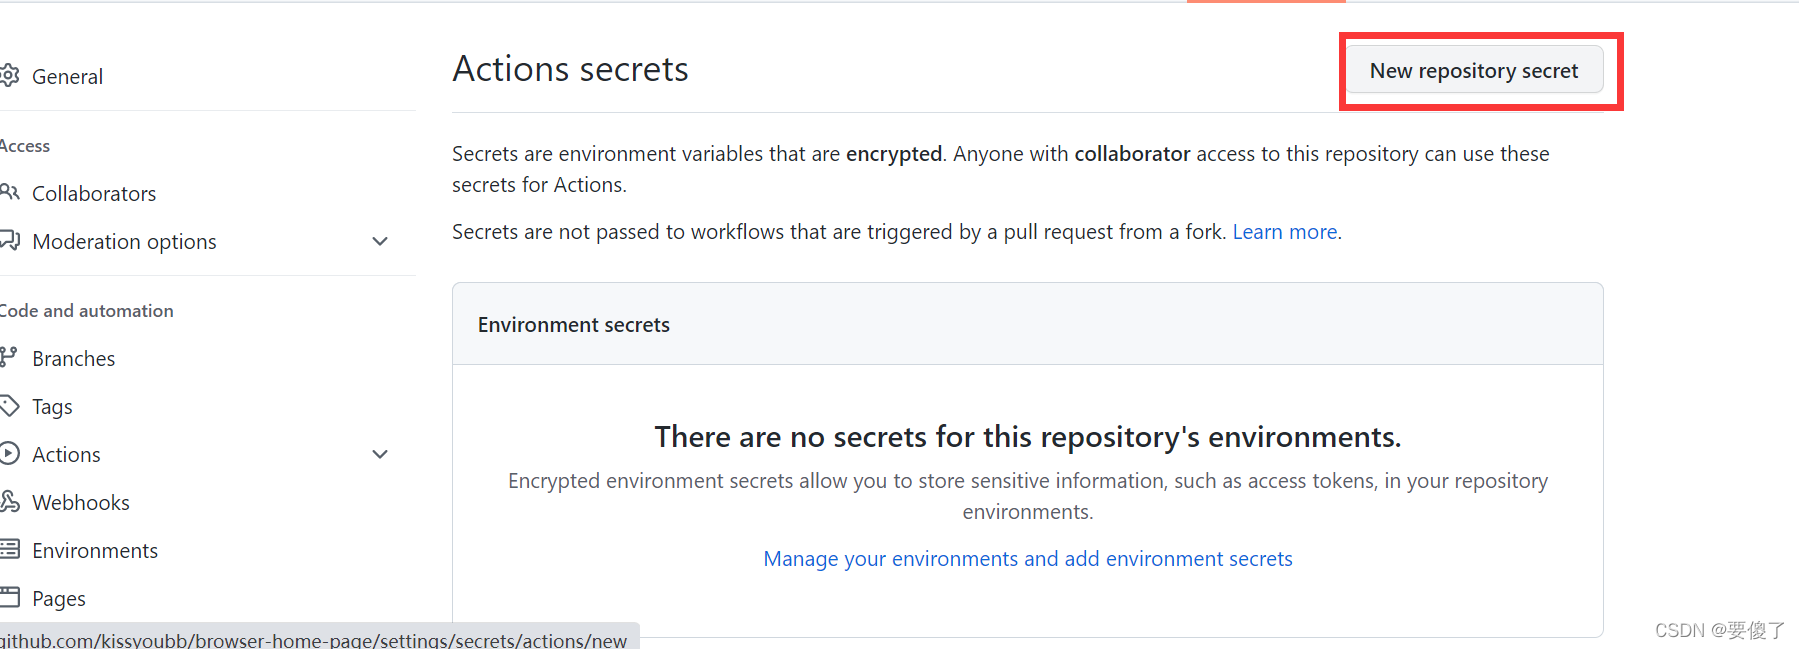 General
Access
Collaborators
Moderation options
Code and automation
Branches
Tags
Actions
Webhooks
Environments
Pages
github.com/kissyoubb/browser-home-page/settings/secrets/actions/new
Actions secrets
New repository secret
Secrets are environment variables that are encrypted. Anyone with collaborator access to this repository can use these
secrets for Actions.
Secrets are not passed to workflows that are triggered by a pull request from a fork. Learn more.
Environment secrets
There are no secrets for this repository's environments.
Encrypted environment secrets allow you to store sensitive information, such as access tokens, in your repository
environments.
Manage your environments and add environment secrets
CSDN @要傻了